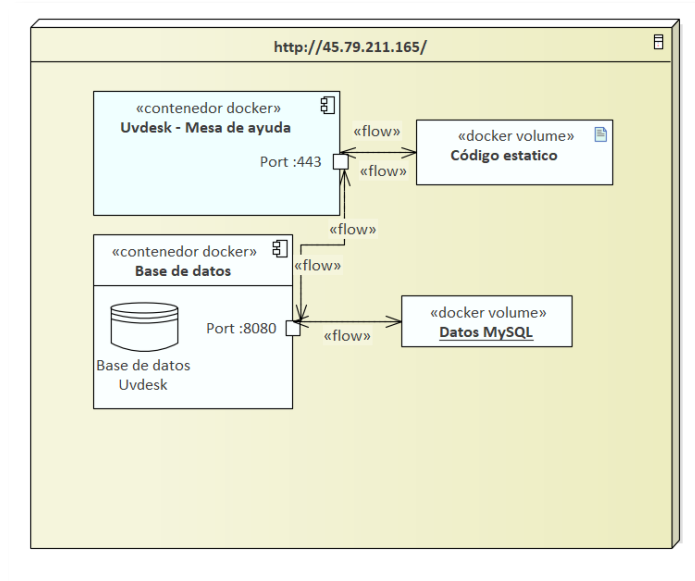 http://45.79.211.165/
«contenedor docker»
Uvdesk - Mesa de ayuda
Port :443
«flow»
«flow»
«docker volume»
Código estatico
«flow»
«flow»
«contenedor docker»
Base de datos
Port :8080
Base de datos
Uvdesk
«flow»
«docker volume»
Datos MySQL